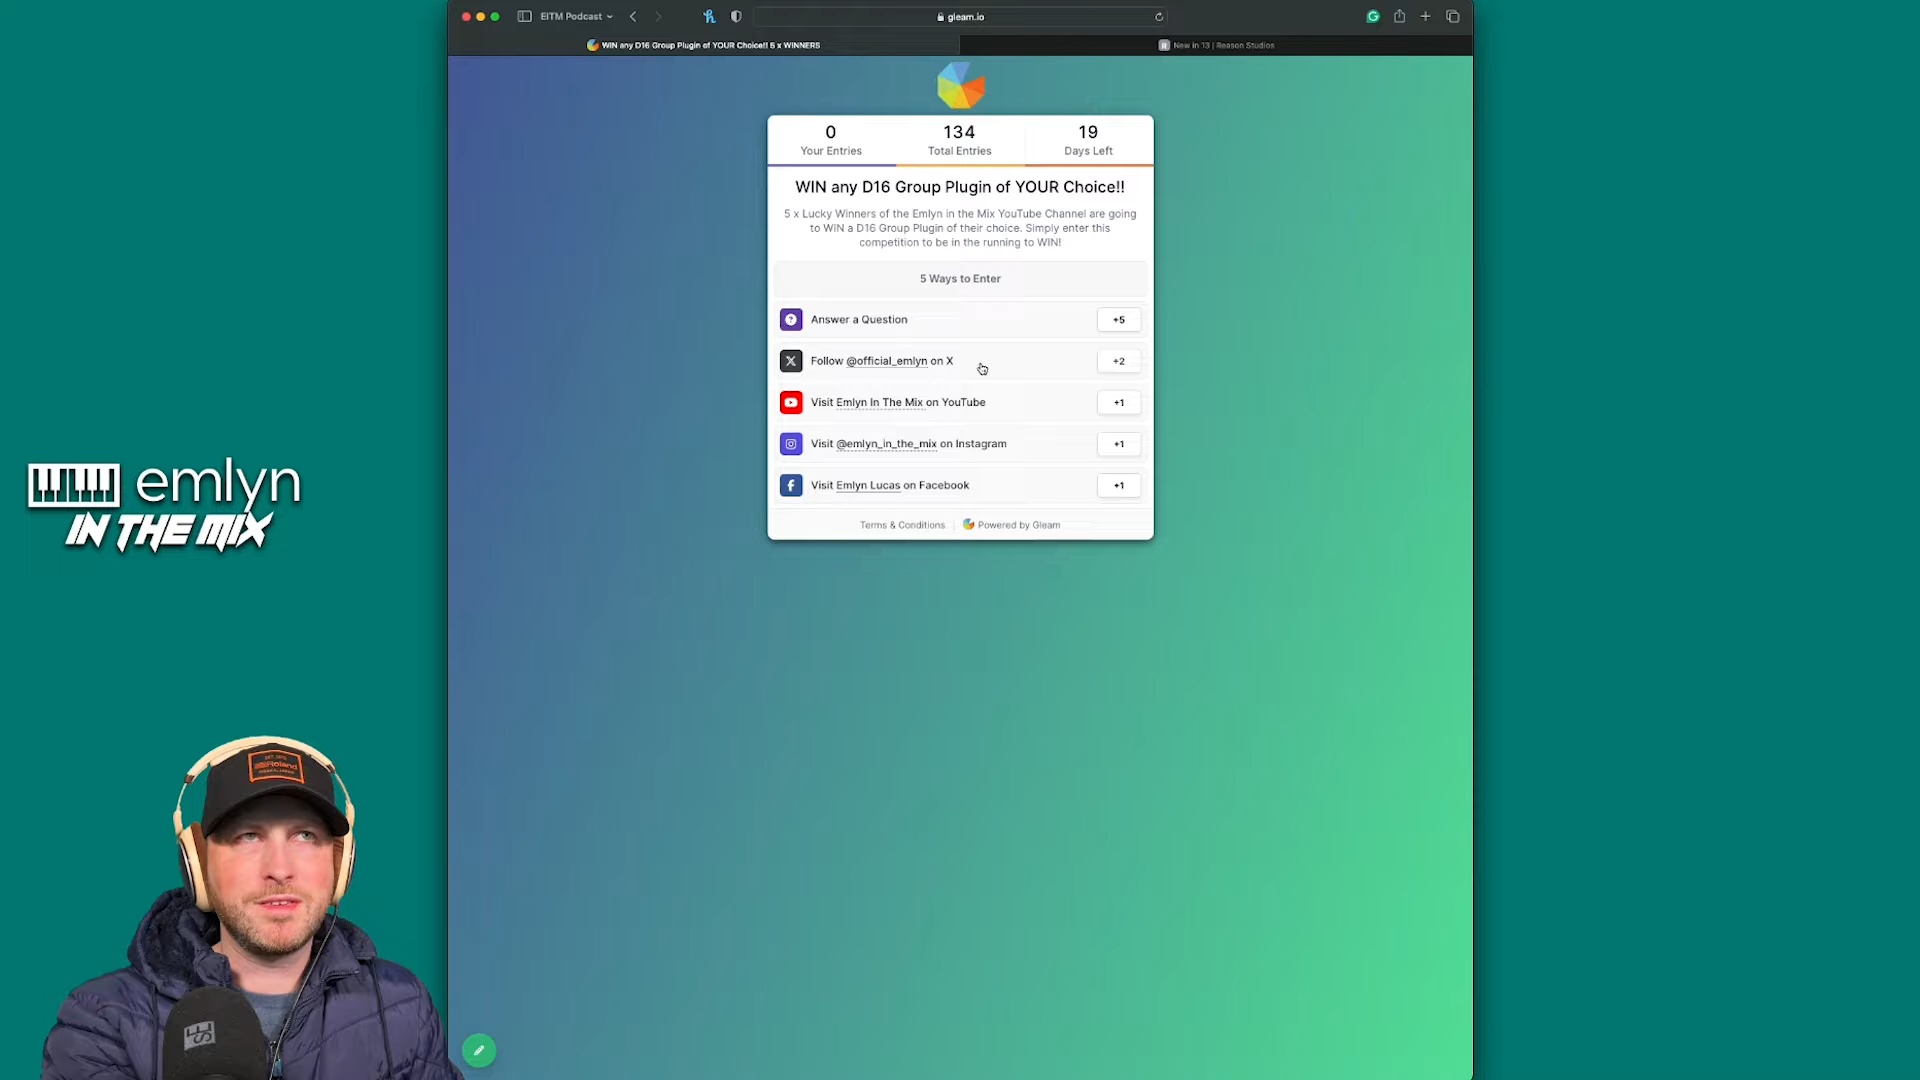 EITM Podcast
gleam.io
WIN any D16 Group Plugin of YOUR Choice!! 5 x WINNERS
R New in 13 | Reason Studios
0
Your Entries
134
Total Entries
19
Days Left
WIN any D16 Group Plugin of YOUR Choice!!
5 x Lucky Winners of the Emlyn in the Mix YouTube Channel are going
to WIN a D16 Group Plugin of their choice. Simply enter this
competition to be in the running to WIN!
5 Ways to Enter
Answer a Question +5
Follow @official_emlyn on X +2
Visit Emlyn In The Mix on YouTube +1
Visit @emlyn_in_the_mix on Instagram +1
Visit Emlyn Lucas on Facebook +1
Terms & Conditions | Powered by Gleam
emlyn
IN THE MIX
Roland
sE